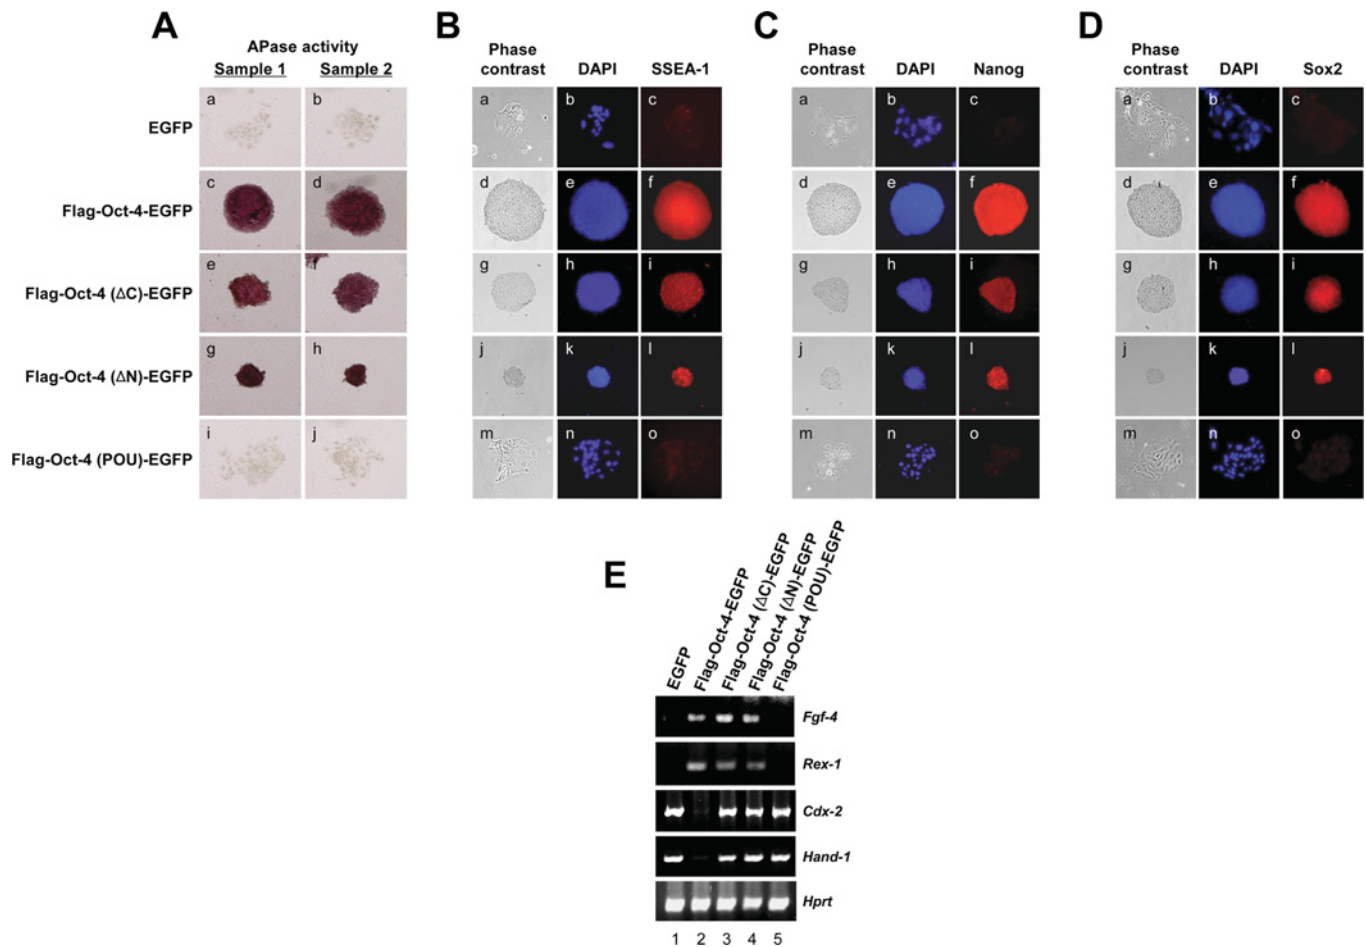 A
APase activity
Sample 1 Sample 2
B
Phase contrast DAPI SSEA-1
C
Phase contrast DAPI Nanog
D
Phase contrast DAPI Sox2
EGFP
a b a b c a b c a b c
Flag-Oct-4-EGFP
c d d e f d e f d e f
Flag-Oct-4 (ΔC)-EGFP
e f g h i g h i g h i
Flag-Oct-4 (ΔN)-EGFP
g h j k l j k l j k l
Flag-Oct-4 (POU)-EGFP
i j m n o m n o m n o
E
EGFP
Flag-Oct-4-EGFP
Flag-Oct-4 (ΔC)-EGFP
Flag-Oct-4 (ΔN)-EGFP
Flag-Oct-4 (POU)-EGFP
Fgf-4
Rex-1
Cdx-2
Hand-1
Hprt
1 2 3 4 5